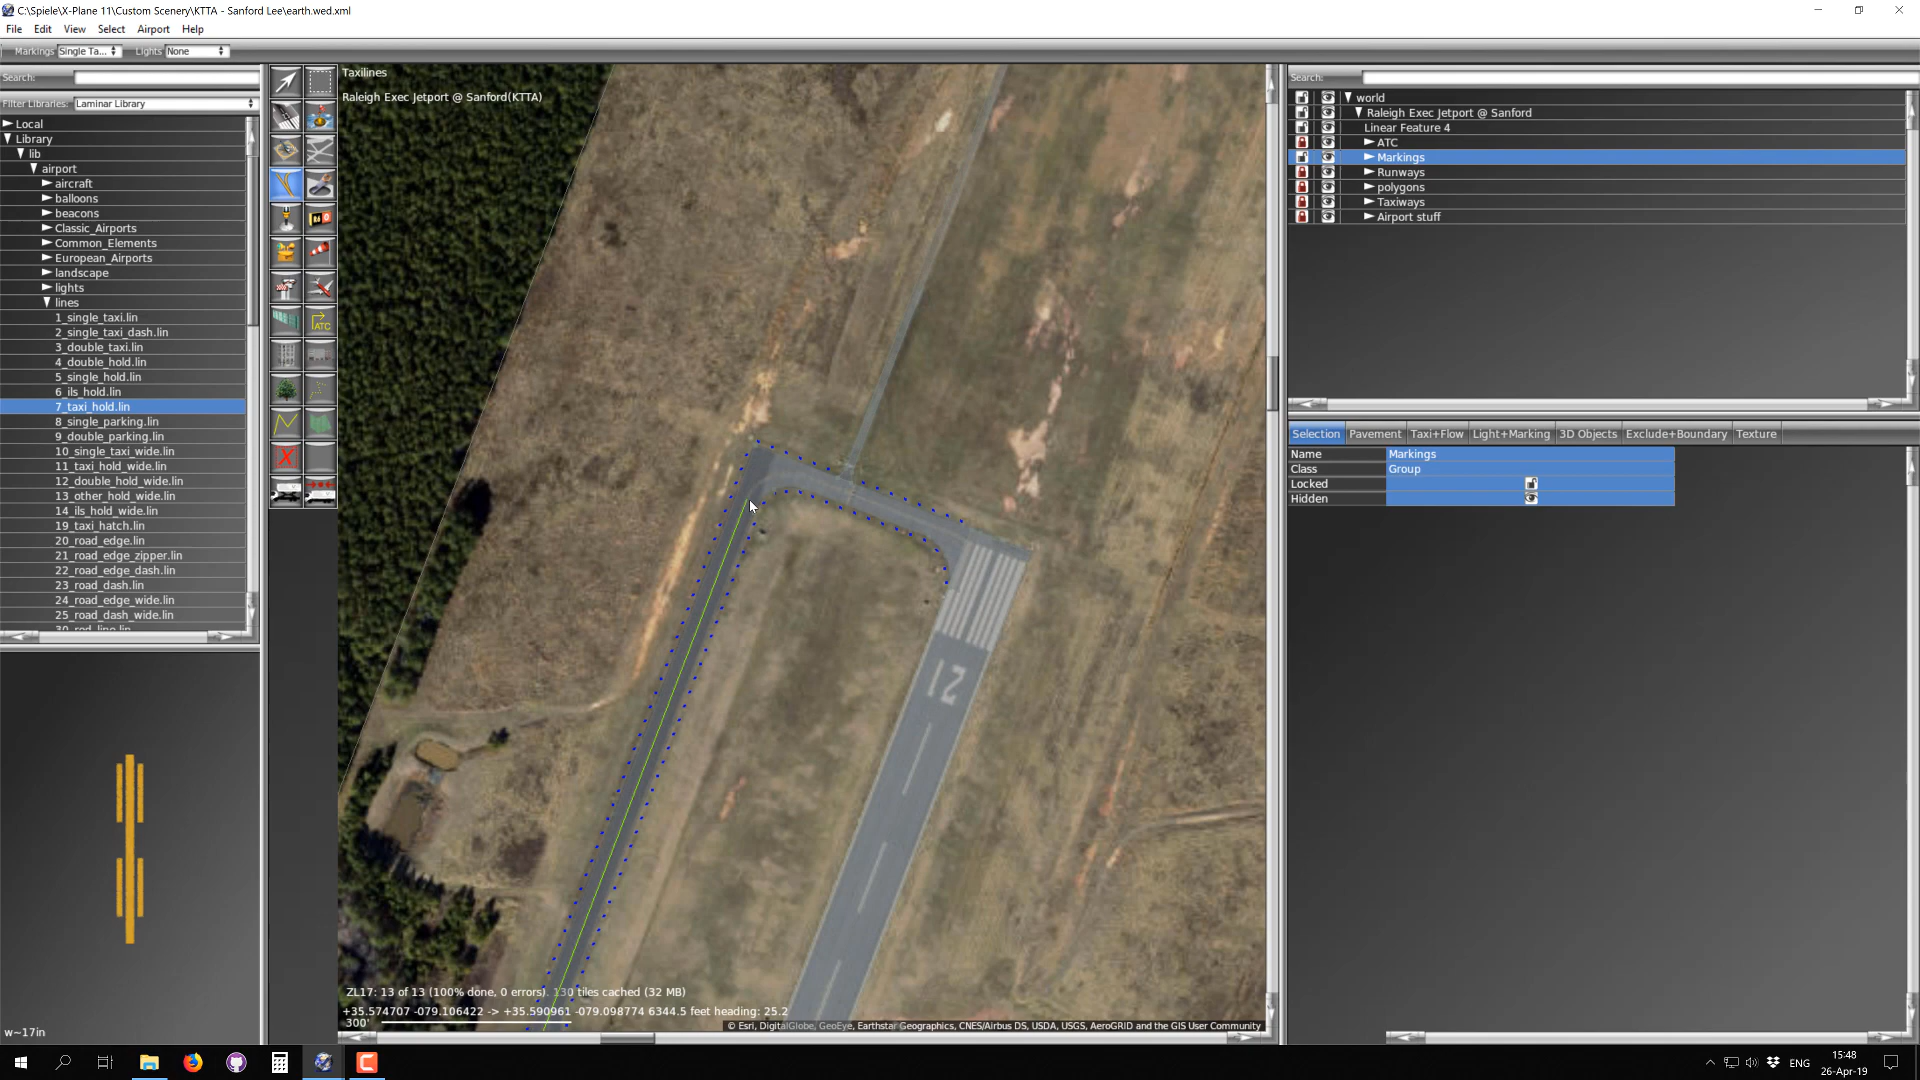 C:\Spiele\X-Plane 11\Custom Scenery\KTTA - Sanford Lee\earth.wed.xml
File Edit View Select Airport Help
Markings Single Ta... Lights None
Search:
Filter Libraries: Laminar Library
Local
Library
lib
airport
aircraft
balloons
beacons
Classic_Airports
Common_Elements
European_Airports
landscape
lights
lines
1_single_taxi.lin
2_single_taxi_dash.lin
3_double_taxi.lin
4_double_hold.lin
5_single_hold.lin
6_ils_hold.lin
7_taxi_hold.lin
8_single_parking.lin
9_double_parking.lin
10_single_taxi_wide.lin
11_taxi_hold_wide.lin
12_double_hold_wide.lin
13_other_hold_wide.lin
14_ils_hold_wide.lin
19_taxi_hatch.lin
20_road_edge.lin
21_road_edge_zipper.lin
22_road_edge_dash.lin
23_road_dash.lin
24_road_edge_wide.lin
25_road_dash_wide.lin
30_red_line.lin
w~17in
ATC
Taxilines
Raleigh Exec Jetport @ Sanford(KTTA)
21
ZL17: 13 of 13 (100% done, 0 errors). 130 tiles cached (32 MB)
+35.574707 -079.106422 -> +35.590961 -079.098774 6344.5 feet heading: 25.2
300'
© Esri, DigitalGlobe, GeoEye, Earthstar Geographics, CNES/Airbus DS, USDA, USGS, AeroGRID and the GIS User Community
Search:
world
Raleigh Exec Jetport @ Sanford
Linear Feature 4
ATC
Markings
Runways
polygons
Taxiways
Airport stuff
Selection Pavement Taxi+Flow Light+Marking 3D Objects Exclude+Boundary Texture
Name Markings
Class Group
Locked
Hidden
ENG
15:48
26-Apr-19